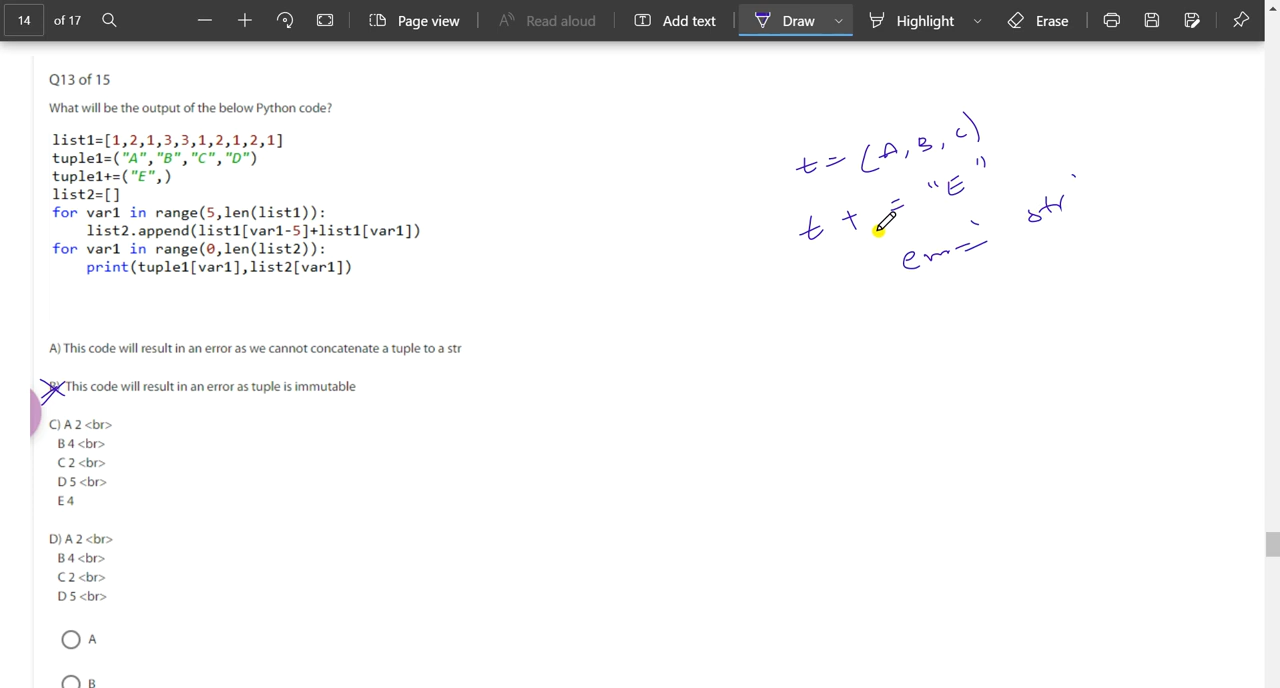 14 of 17 Page view Read aloud Add text Draw Highlight Erase
Q13 of 15
What will be the output of the below Python code?
list1=[1,2,1,3,3,1,2,1,2,1]
tuple1=("A","B","C","D")
tuple1+=("E",)
list2=[]
for var1 in range(5,len(list1)):
list2.append(list1[var1-5]+list1[var1])
for var1 in range(0,len(list2)):
print(tuple1[var1],list2[var1])
t = (A, B, C)
t + = "E"
str
A) This code will result in an error as we cannot concatenate a tuple to a str
B) This code will result in an error as tuple is immutable
C) A 2 <br>
B 4 <br>
C 2 <br>
D 5 <br>
E 4
D) A 2 <br>
B 4 <br>
C 2 <br>
D 5 <br>
A
B